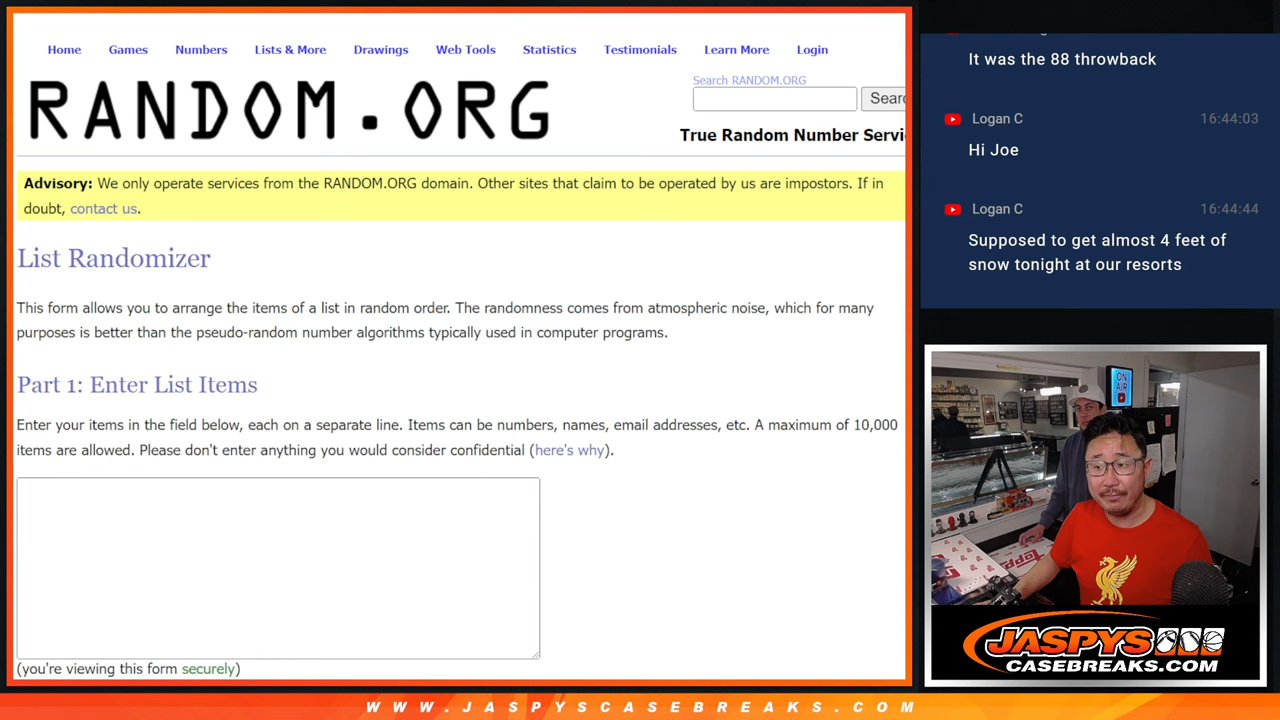 Home Games Numbers Lists & More Drawings Web Tools Statistics Testimonials Learn More Login
RANDOM.ORG
Search RANDOM.ORG
Searc
True Random Number Servi
Advisory: We only operate services from the RANDOM.ORG domain. Other sites that claim to be operated by us are impostors. If in
doubt, contact us.
List Randomizer
This form allows you to arrange the items of a list in random order. The randomness comes from atmospheric noise, which for many
purposes is better than the pseudo-random number algorithms typically used in computer programs.
Part 1: Enter List Items
Enter your items in the field below, each on a separate line. Items can be numbers, names, email addresses, etc. A maximum of 10,000
items are allowed. Please don't enter anything you would consider confidential (here's why).
(you're viewing this form securely)
It was the 88 throwback
Logan C 16:44:03
Hi Joe
Logan C 16:44:44
Supposed to get almost 4 feet of
snow tonight at our resorts
ON
AIR
Topps
JASPYS
CASEBREAKS.COM
WWW.JASPYSCASEBREAKS.COM